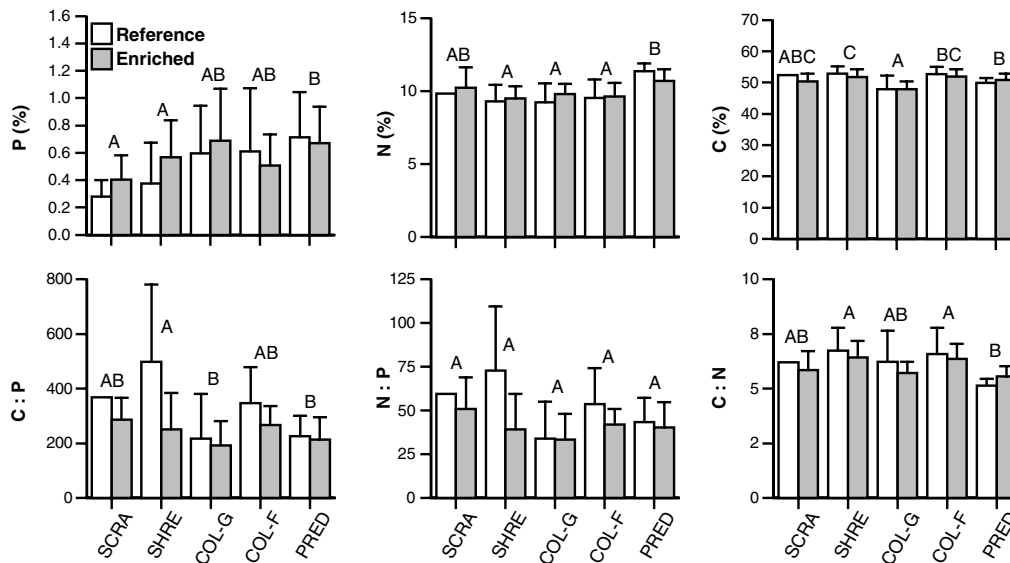 1.6
1.4
1.2
1.0
0.8
0.6
0.4
0.2
0.0
P (%)
Reference
Enriched
A
A
AB
AB
B
15
10
5
0
N (%)
AB
A
A
A
B
70
60
50
40
30
20
10
0
C (%)
ABC
C
A
BC
B
800
600
400
200
0
C : P
AB
A
B
AB
B
SCRA
SHRE
COL-G
COL-F
PRED
125
100
75
50
25
0
N : P
A
A
A
A
A
SCRA
SHRE
COL-G
COL-F
PRED
10
8
5
2
0
C : N
AB
A
AB
A
B
SCRA
SHRE
COL-G
COL-F
PRED